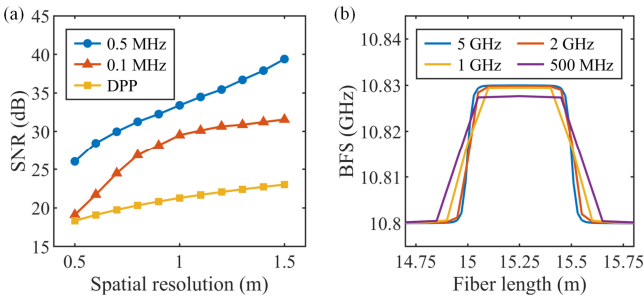 (a)
SNR (dB)
45
40
35
30
25
20
15
0.5 MHz
0.1 MHz
DPP
0.5
1
1.5
Spatial resolution (m)
(b)
BFS (GHz)
10.84
10.83
10.82
10.81
10.8
5 GHz
2 GHz
1 GHz
500 MHz
14.75
15
15.25
15.5
15.75
Fiber length (m)